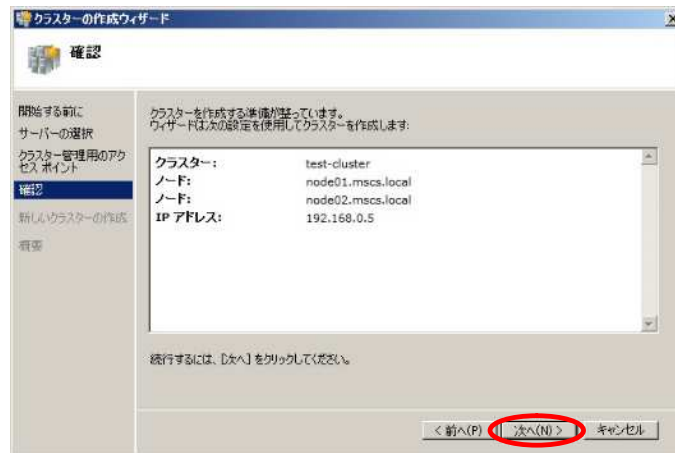 クラスターの作成ウィザード
確認
開始する前に
サーバーの選択
クラスター管理用のアク
セス ポイント
確認
新しいクラスターの作成
概要
クラスターを作成する準備が整っています。
ウィザードは次の設定を使用してクラスターを作成します:
クラスター: test-cluster
ノード: node01.mscs.local
ノード: node02.mscs.local
IP アドレス: 192.168.0.5
続行するには、[次へ] をクリックしてください。
< 前へ(P) 次へ(N) > キャンセル